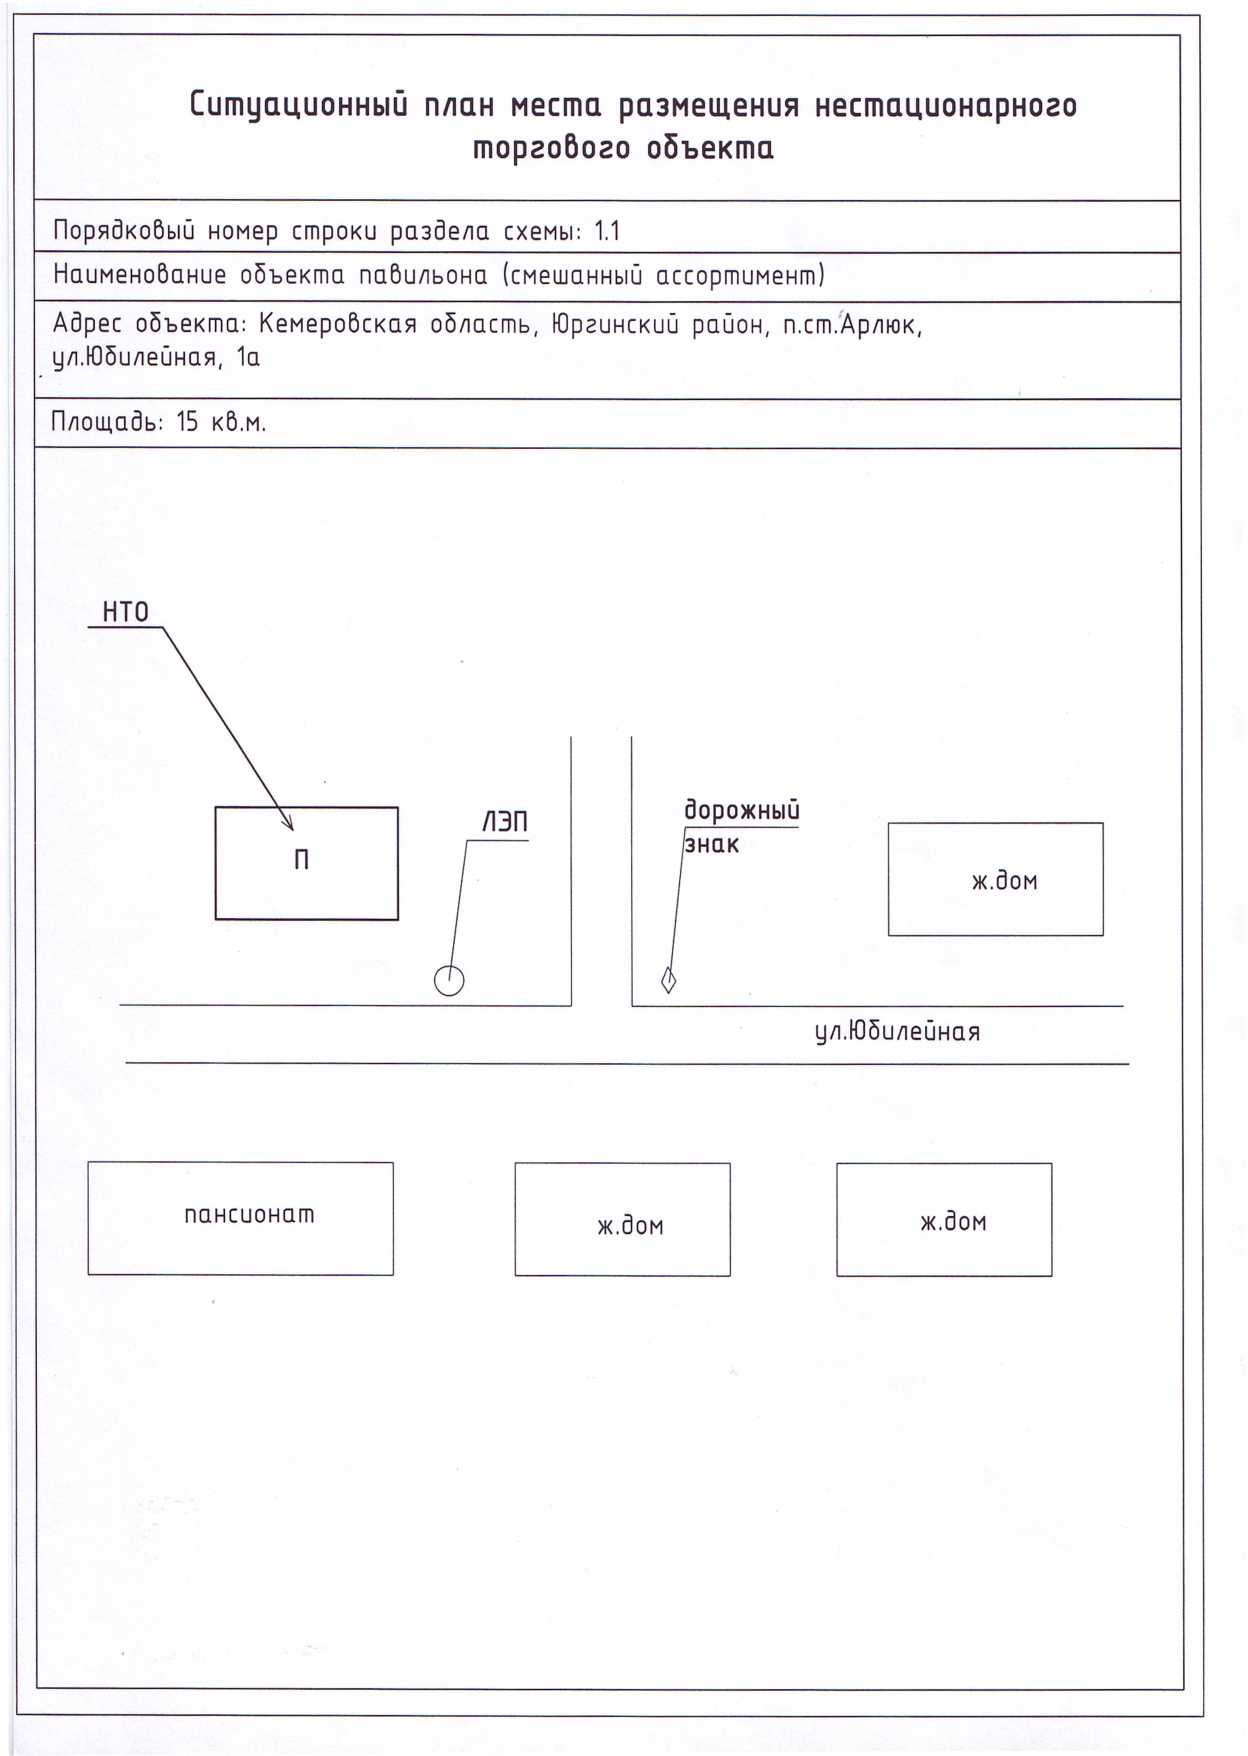 Ситуационный план места размещения нестационарного
торгового объекта
Порядковый номер строки раздела схемы: 1.1
Наименование объекта павильона (смешанный ассортимент)
Адрес объекта: Кемеровская область, Юргинский район, п.ст.Арлюк,
ул.Юбилейная, 1а
Площадь: 15 кв.м.
НТО
П
ЛЭП
дорожный
знак
ж.дом
ул.Юбилейная
пансионат
ж.дом
ж.дом